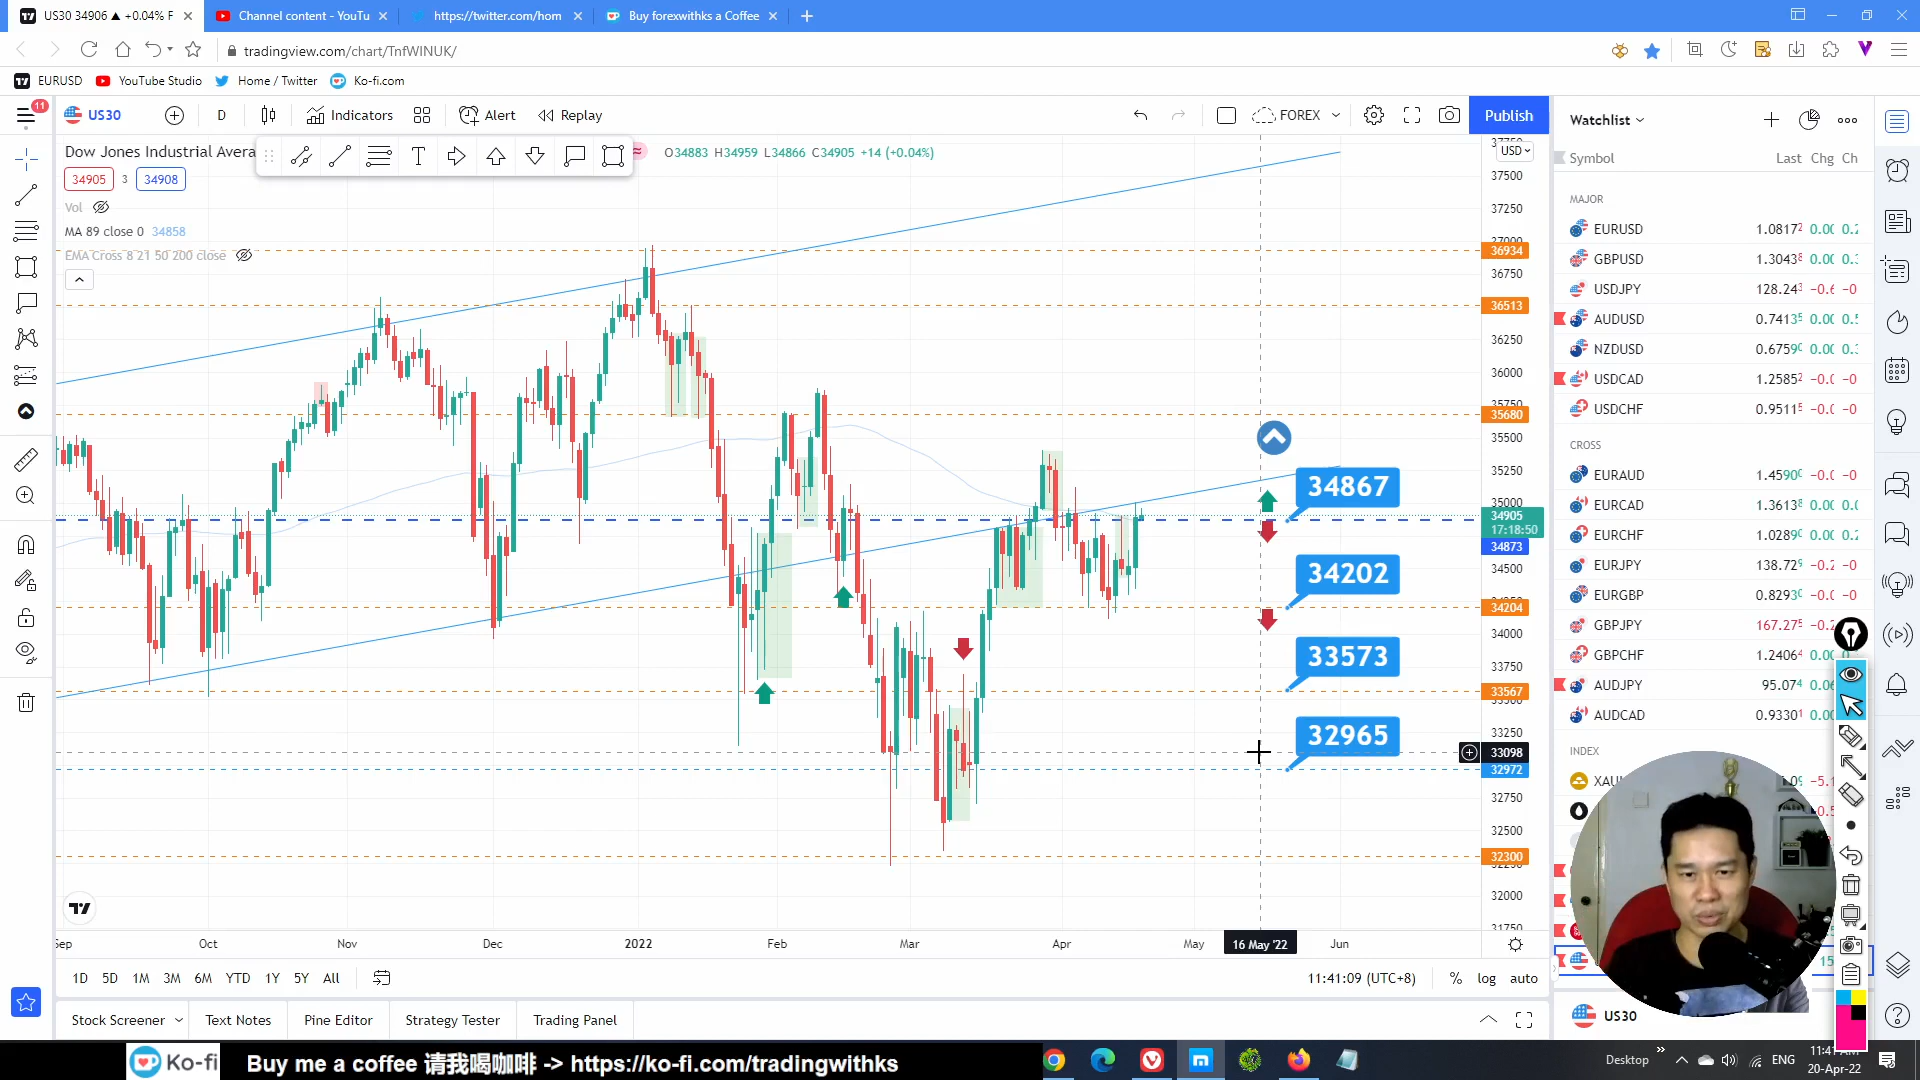 US30 34906 ▲ +0.04% F
Channel content - YouTu
https://twitter.com/hom
Buy forexwithks a Coffee
tradingview.com/chart/TnfWINUK/
EURUSD
YouTube Studio
Home / Twitter
Ko-fi.com
11
US30
D
Indicators
Alert
Replay
FOREX
Publish
Watchlist
Dow Jones Industrial Avera
O34883 H34959 L34866 C34905 +14 (+0.04%)
USD
Symbol Last Chg Ch
34905 3 34908
Vol
MA 89 close 0 34858
EMA Cross 8 21 50 200 close
37500
37250
36934
36750
36513
36250
36000
35680
35500
35250
35000
34905
17:18:50
34873
34500
34204
34000
33750
33567
33250
33098
32972
32750
32500
32300
32000
34867
34202
33573
32965
MAJOR
EURUSD 1.0817
GBPUSD 1.3043
USDJPY 128.24
AUDUSD 0.7413
NZDUSD 0.6759
USDCAD 1.2585
USDCHF 0.9511
CROSS
EURAUD 1.4590
EURCAD 1.3613
EURCHF 1.0289
EURJPY 138.72
EURGBP 0.8293
GBPJPY 167.27
GBPCHF 1.2406
AUDJPY 95.07
AUDCAD 0.9330
INDEX
Sep Oct Nov Dec 2022 Feb Mar Apr May 16 May '22 Jun
1D 5D 1M 3M 6M YTD 1Y 5Y All
11:41:09 (UTC+8) % log auto
Stock Screener Text Notes Pine Editor Strategy Tester Trading Panel
US30
Ko-fi Buy me a coffee 请我喝咖啡 -> https://ko-fi.com/tradingwithks
Desktop ENG
20-Apr-22